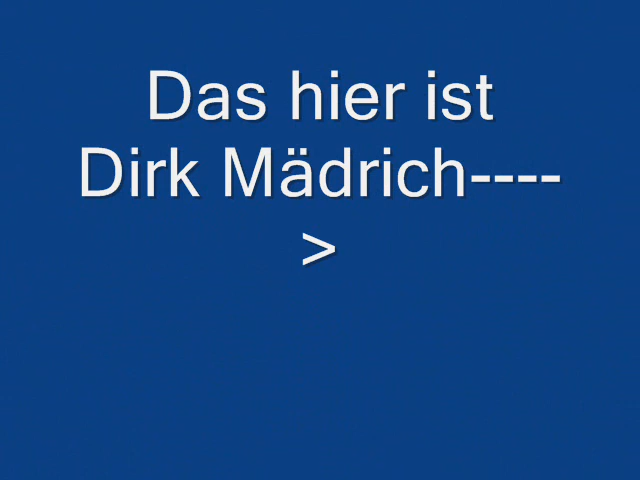 Das hier ist
Dirk Mädrich----
>